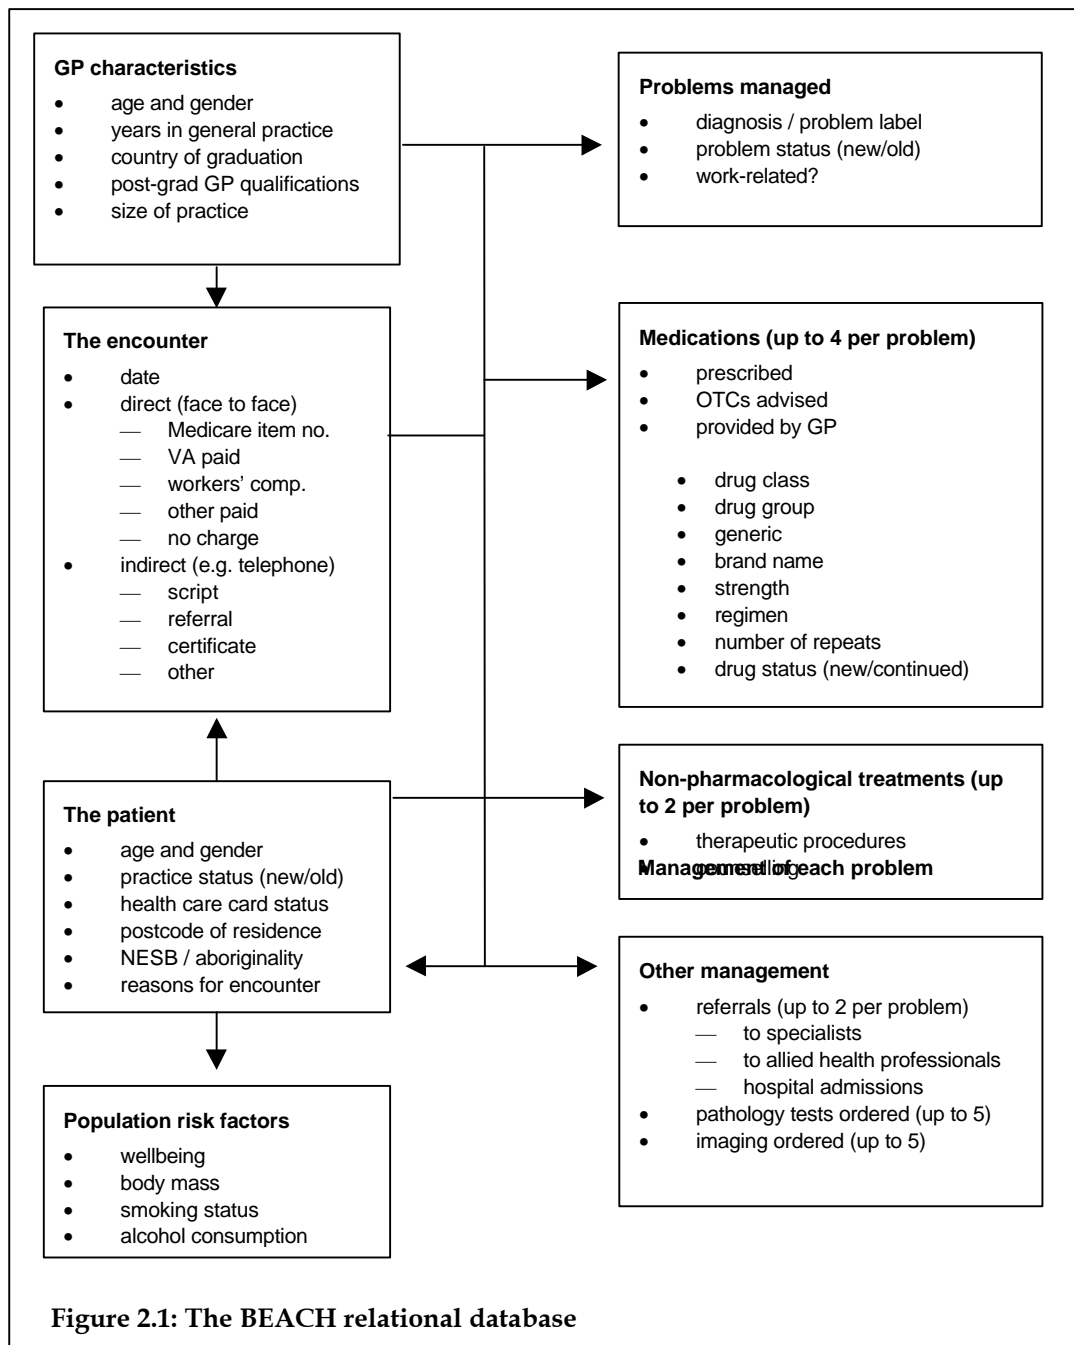 GP characteristics
• age and gender
• years in general practice
• country of graduation
• post-grad GP qualifications
• size of practice
The encounter
• date
• direct (face to face)
— Medicare item no.
— VA paid
— workers’ comp.
— other paid
— no charge
• indirect (e.g. telephone)
— script
— referral
— certificate
— other
The patient
• age and gender
• practice status (new/old)
• health care card status
• postcode of residence
• NESB / aboriginality
• reasons for encounter
Population risk factors
• wellbeing
• body mass
• smoking status
• alcohol consumption
Problems managed
• diagnosis / problem label
• problem status (new/old)
• work-related?
Medications (up to 4 per problem)
• prescribed
• OTCs advised
• provided by GP
• drug class
• drug group
• generic
• brand name
• strength
• regimen
• number of repeats
• drug status (new/continued)
Non-pharmacological treatments (up
to 2 per problem)
• therapeutic procedures
• counselling
Management of each problem
Other management
• referrals (up to 2 per problem)
— to specialists
— to allied health professionals
— hospital admissions
• pathology tests ordered (up to 5)
• imaging ordered (up to 5)
Figure 2.1: The BEACH relational database